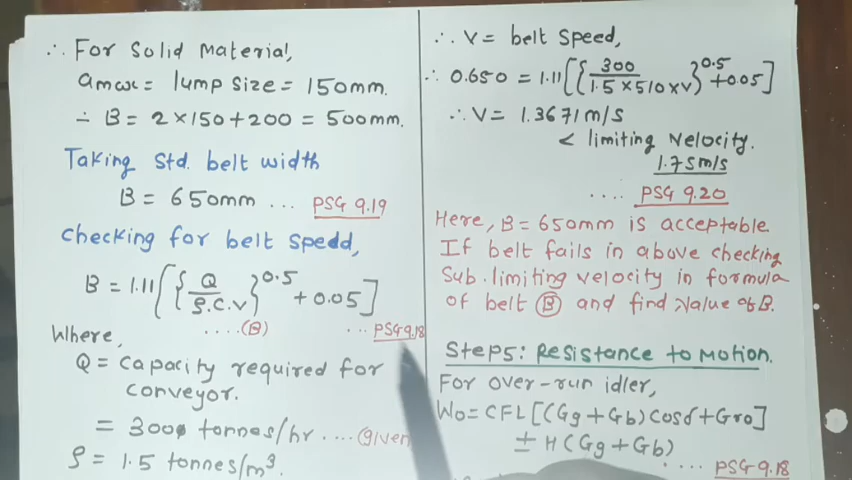 ∴ For Solid Material,
amax = lump size = 150mm.
∴ B = 2×150+200 = 500mm.
Taking Std. belt width
B = 650mm ... PSG 9.19
Checking for belt spedd,
B = 1.11[{Q/ρ.C.V}^0.5 + 0.05]
....(B) ... PSG 9.18
Where,
Q = capacity required for
conveyor.
= 300 tonnes/hr ....(given
ρ = 1.5 tonnes/m³.
∴ V = belt speed,
∴ 0.650 = 1.11[{300/1.5×510×V}^0.5 + 0.05]
∴ V = 1.3671 m/s
< limiting velocity.
1.75m/s
.... PSG 9.20
Here, B = 650mm is acceptable.
If belt fails in above checking
Sub. limiting velocity in formula
of belt (B) and find value of B.
Step5: Resistance to Motion.
For over-run idler,
Wo = CFL[(Gg+Gb)cosδ+Gro]
± H(Gg+Gb)
.... PSG 9.18